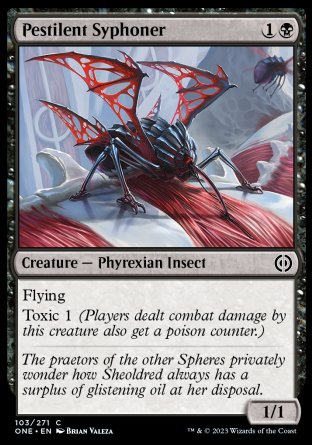 Pestilent Syphoner 1
Creature — Phyrexian Insect
Flying
Toxic 1 (Players dealt combat damage by
this creature also get a poison counter.)
The praetors of the other Spheres privately
wonder how Sheoldred always has a
surplus of glistening oil at her disposal.
1/1
103/271 C
ONE • EN Brian Valeza
™ & © 2023 Wizards of the Coast